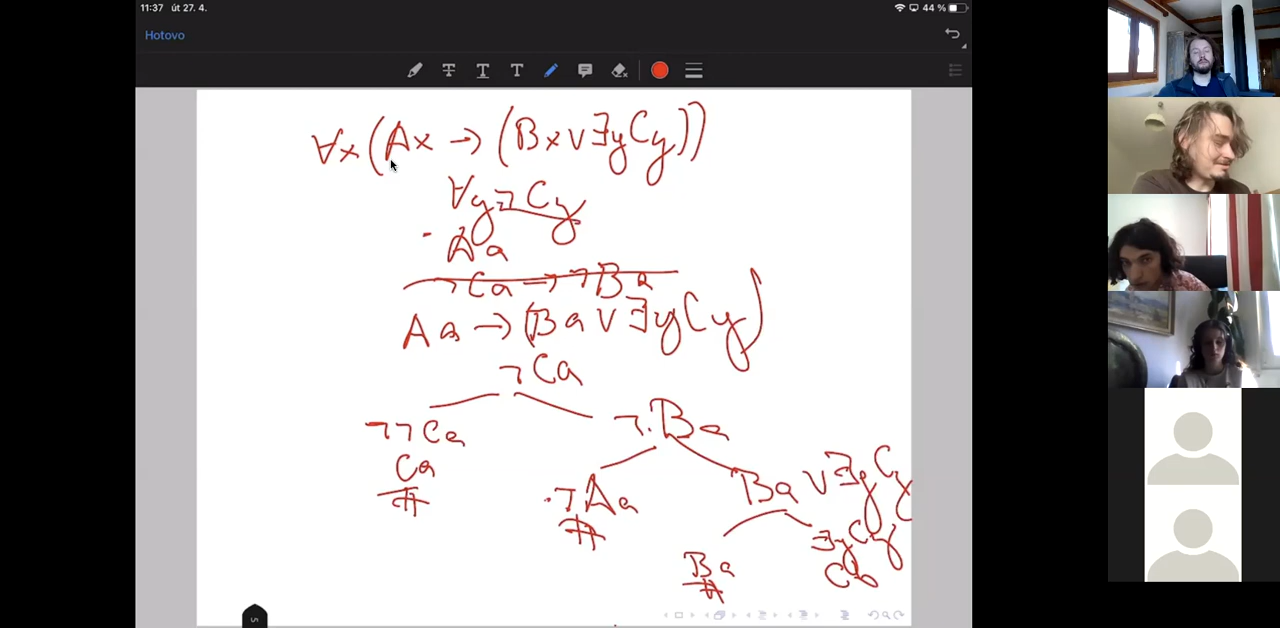 11:37 út 27. 4.
44 %
Hotovo
∀x(Ax → (Bx ∨ ∃yCy))
∀y¬Cy
Aa
¬Ca → ¬Ba
Aa → (Ba ∨ ∃yCy)
¬Ca
¬¬Ca ¬Ba
Ca
¬Aa Ba ∨ ∃yCy
Ba ∃yCy
Cb
5